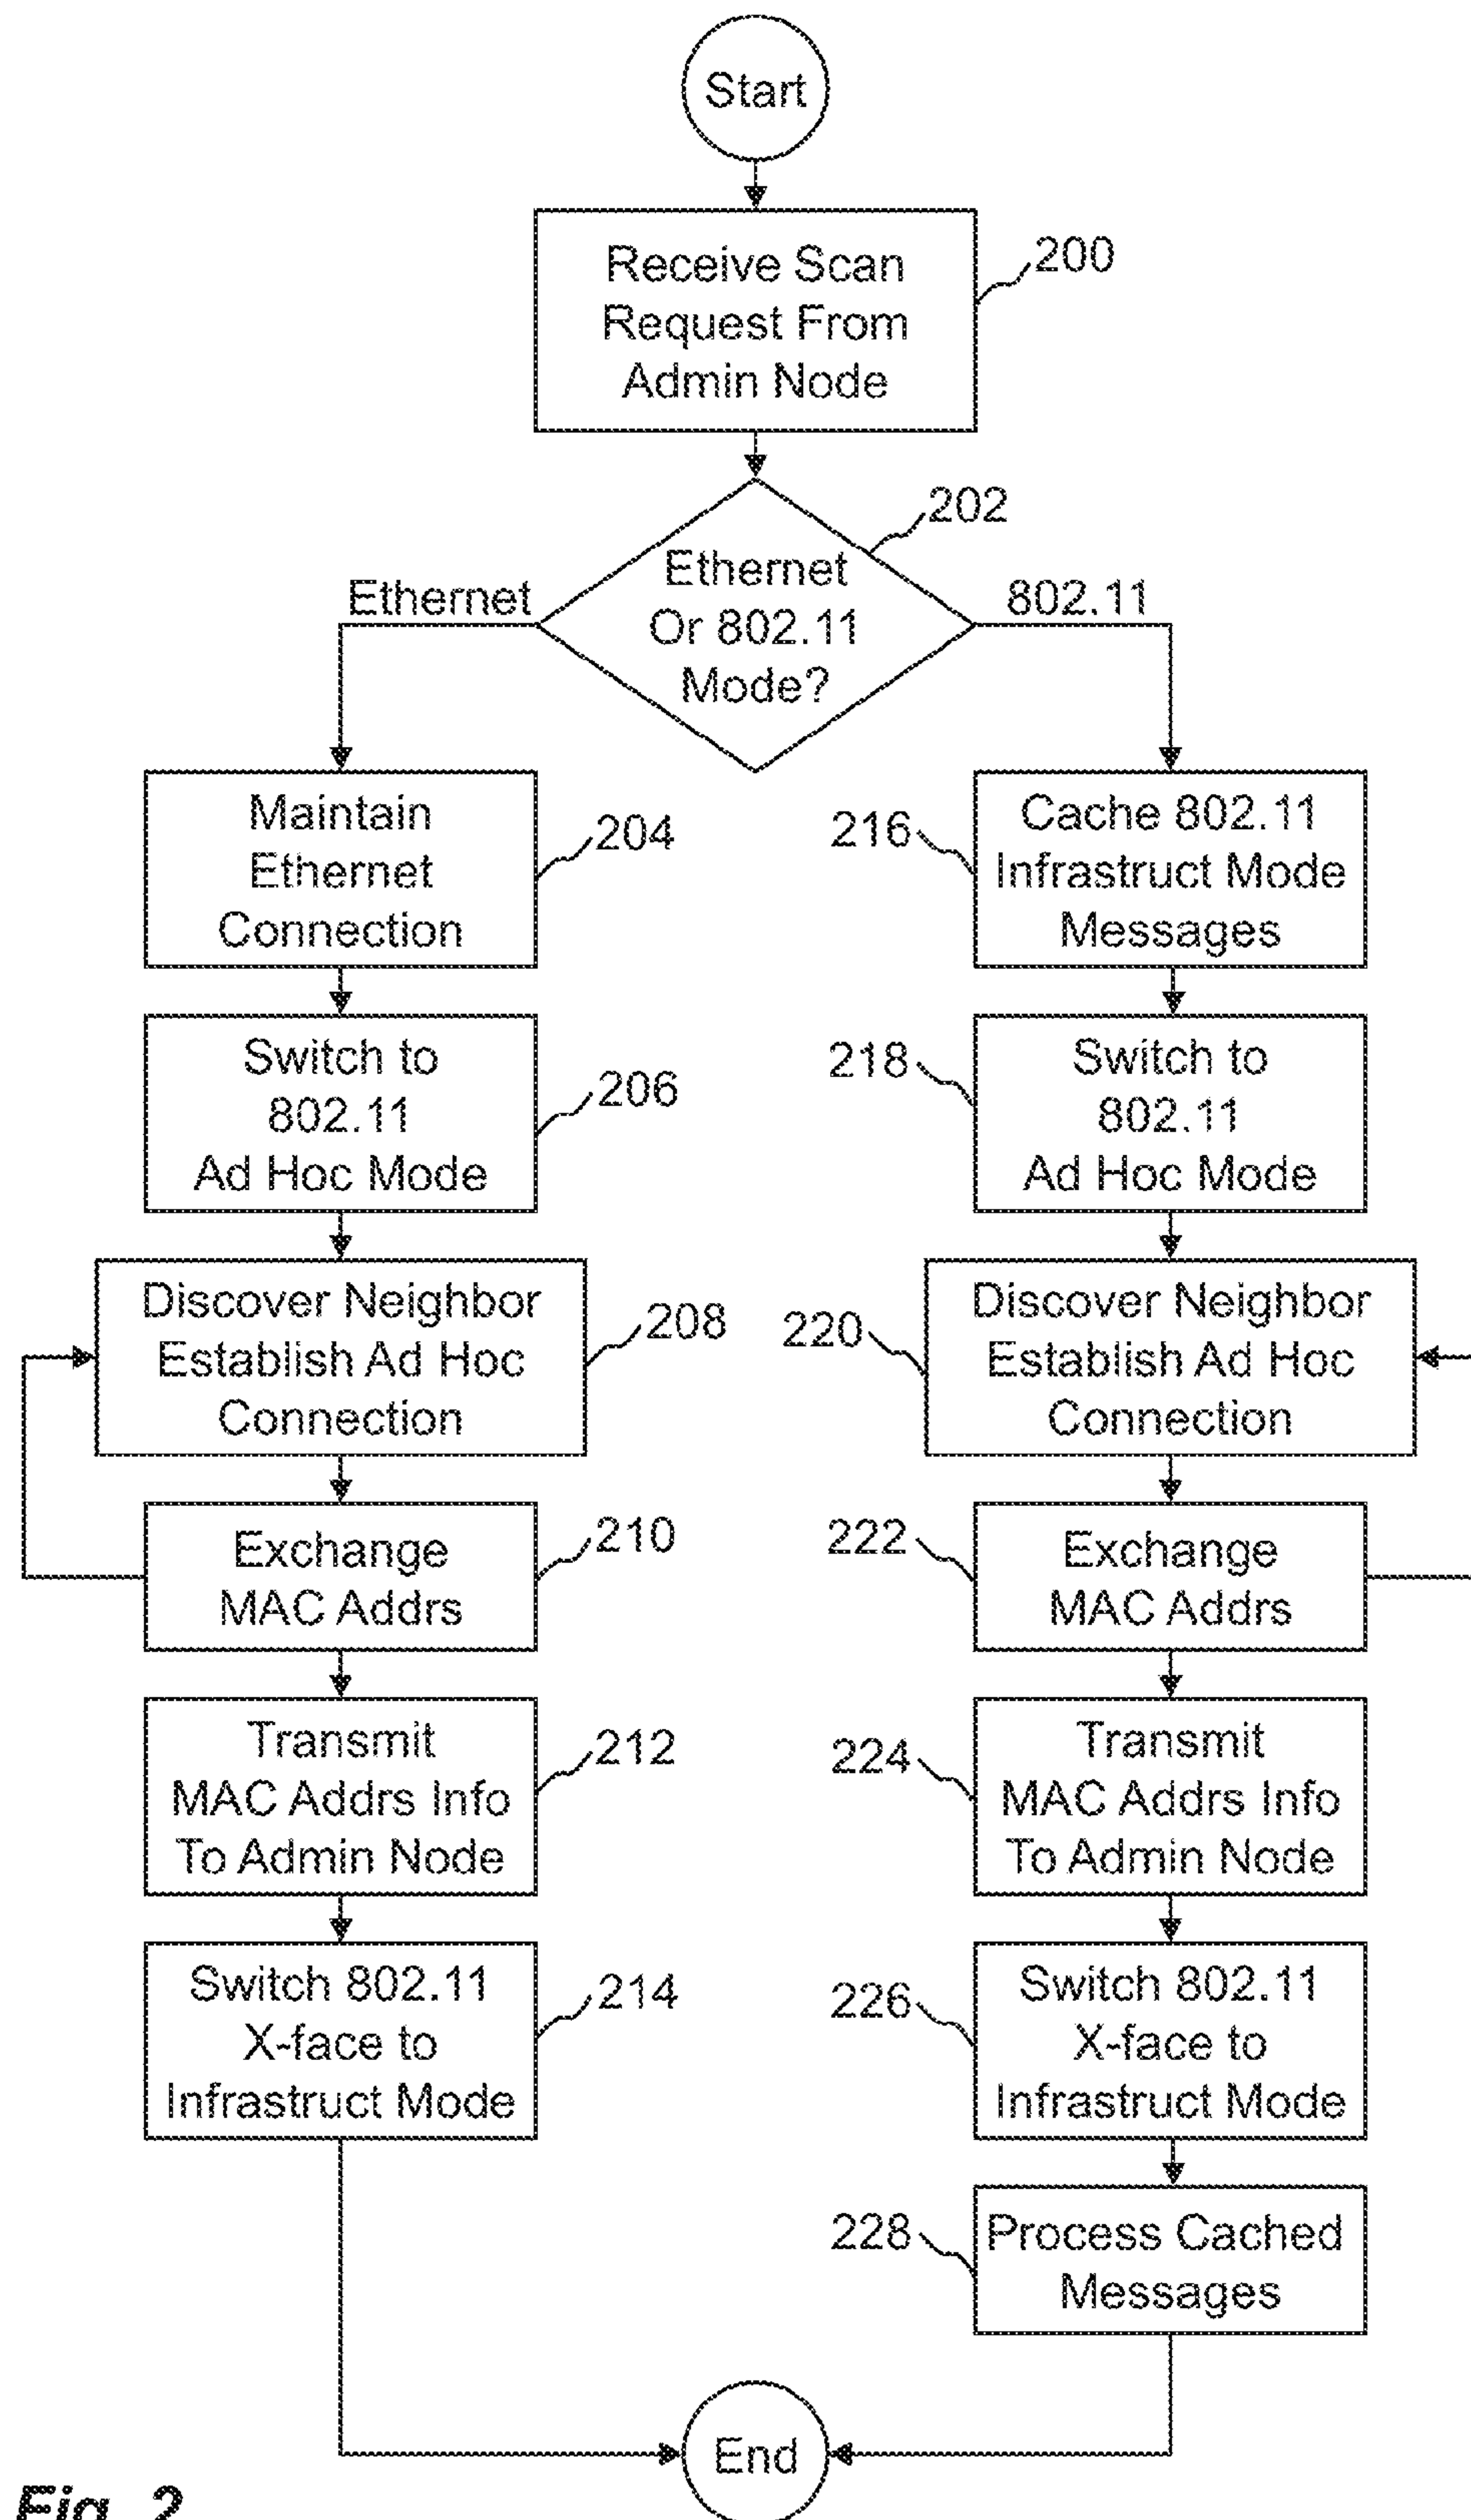 Start
Receive Scan
Request From
Admin Node
200
202
Ethernet
Or 802.11
Mode?
Ethernet
802.11
Maintain
Ethernet
Connection
204
216
Cache 802.11
Infrastruct Mode
Messages
Switch to
802.11
Ad Hoc Mode
206
218
Switch to
802.11
Ad Hoc Mode
Discover Neighbor
Establish Ad Hoc
Connection
208
220
Discover Neighbor
Establish Ad Hoc
Connection
Exchange
MAC Addrs
210
222
Exchange
MAC Addrs
Transmit
MAC Addrs Info
To Admin Node
212
224
Transmit
MAC Addrs Info
To Admin Node
Switch 802.11
X-face to
Infrastruct Mode
214
226
Switch 802.11
X-face to
Infrastruct Mode
228
Process Cached
Messages
End
Fig. 2